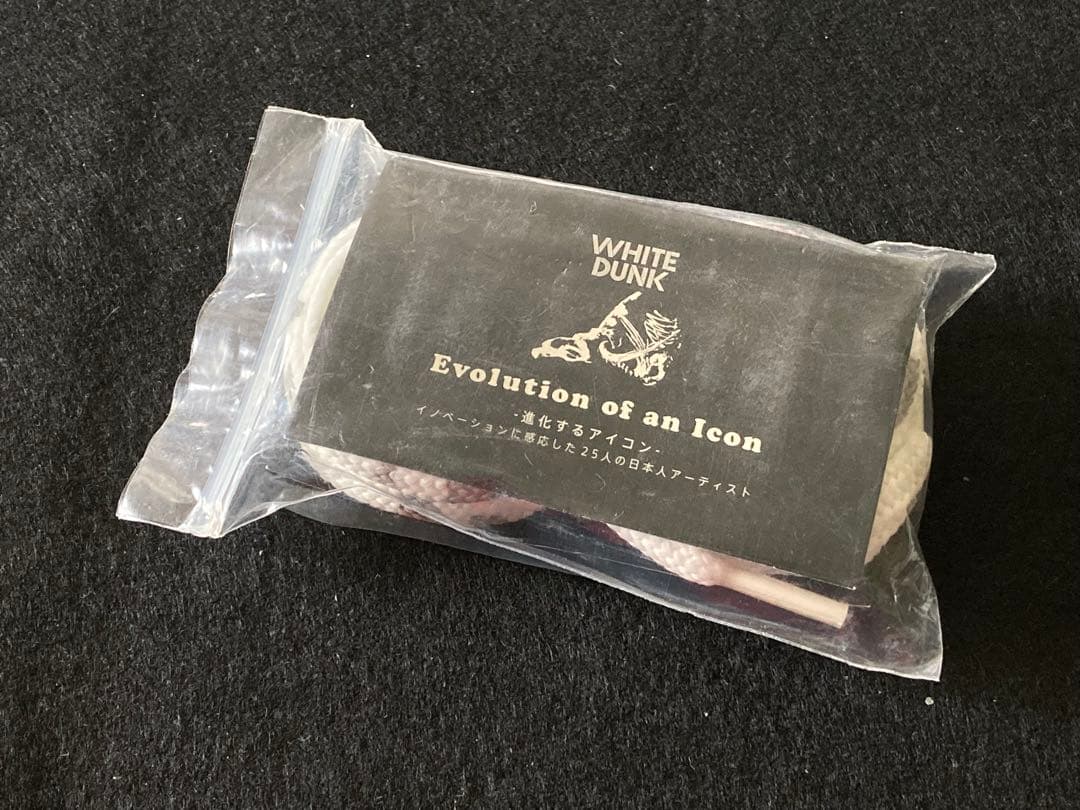 WHITE
DUNK
Evolution of an Icon
-進化するアイコン-
イノベーションに感応した25人の日本人アーティスト